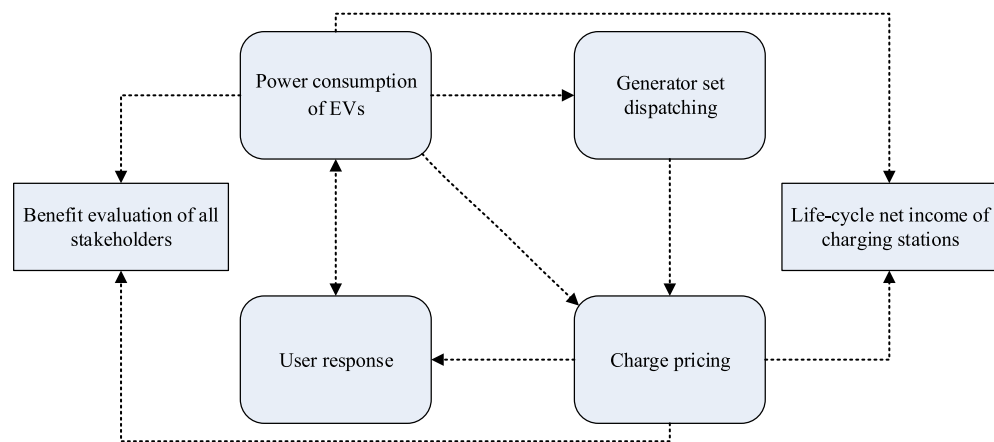 Power consumption
of EVs
Generator set
dispatching
Benefit evaluation of all
stakeholders
Life-cycle net income of
charging stations
User response
Charge pricing